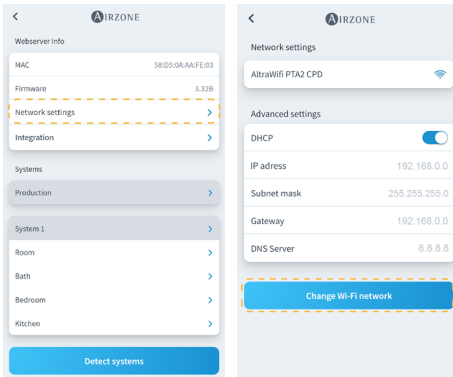 AIRZONE
Webserver Info
MAC 58:D5:0A:AA:FE:03
Firmware 3.32B
Network settings
Integration
Systems
Production
System 1
Room
Bath
Bedroom
Kitchen
Detect systems
AIRZONE
Network settings
AltraWifi PTA2 CPD
Advanced settings
DHCP
IP adress 192.168.0.0
Subnet mask 255.255.255.0
Gateway 192.168.0.0
DNS Server 8.8.8.8
Change Wi-Fi network